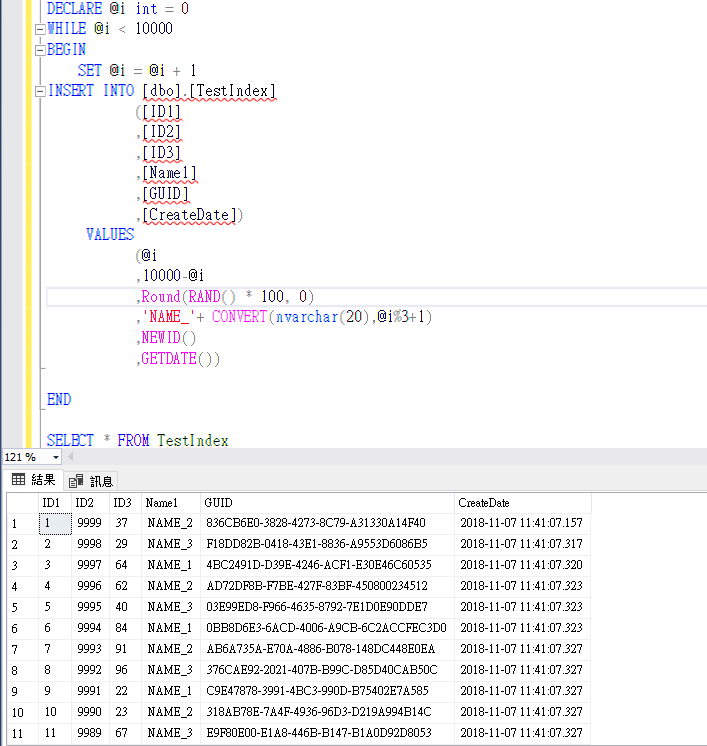 DECLARE @i int = 0
WHILE @i < 10000
BEGIN
SET @i = @i + 1
INSERT INTO [dbo].[TestIndex]
([ID1]
,[ID2]
,[ID3]
,[Name1]
,[GUID]
,[CreateDate])
VALUES
(@i
,10000-@i
,Round(RAND() * 100, 0)
,'NAME_'+ CONVERT(nvarchar(20),@i%3+1)
,NEWID()
,GETDATE())
END
SELECT * FROM TestIndex
121 %
結果 訊息
ID1 ID2 ID3 Name1 GUID CreateDate
1 1 9999 37 NAME_2 836CB6E0-3828-4273-8C79-A31330A14F40 2018-11-07 11:41:07.157
2 2 9998 29 NAME_3 F18DD82B-0418-43E1-8836-A9553D6086B5 2018-11-07 11:41:07.317
3 3 9997 64 NAME_1 4BC2491D-D39E-4246-ACF1-E30E46C60535 2018-11-07 11:41:07.320
4 4 9996 62 NAME_2 AD72DF8B-F7BE-427F-83BF-450800234512 2018-11-07 11:41:07.323
5 5 9995 40 NAME_3 03E99ED8-F966-4635-8792-7E1D0E90DDE7 2018-11-07 11:41:07.323
6 6 9994 84 NAME_1 0BB8D6E3-6ACD-4006-A9CB-6C2ACCFEC3D0 2018-11-07 11:41:07.323
7 7 9993 91 NAME_2 AB6A735A-E70A-4886-B078-148DC448E0EA 2018-11-07 11:41:07.327
8 8 9992 96 NAME_3 376CAE92-2021-407B-B99C-D85D40CAB50C 2018-11-07 11:41:07.327
9 9 9991 22 NAME_1 C9E47878-3991-4BC3-990D-B75402E7A585 2018-11-07 11:41:07.327
10 10 9990 23 NAME_2 318AB78E-7A4F-4936-96D3-D219A994B14C 2018-11-07 11:41:07.327
11 11 9989 67 NAME_3 E9F80E00-E1A8-446B-B147-B1A0D92D8053 2018-11-07 11:41:07.327